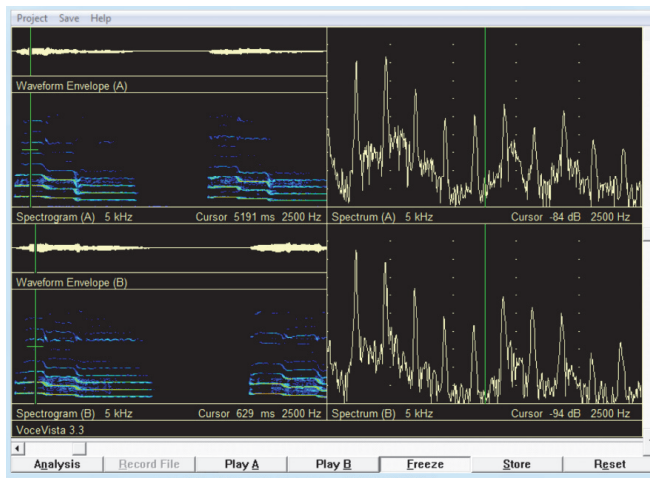 Project Save Help
Waveform Envelope (A)
Spectrogram (A) 5 kHz Cursor 5191 ms 2500 Hz
Spectrum (A) 5 kHz Cursor -84 dB 2500 Hz
Waveform Envelope (B)
Spectrogram (B) 5 kHz Cursor 629 ms 2500 Hz
Spectrum (B) 5 kHz Cursor -94 dB 2500 Hz
VoceVista 3.3
Analysis Record File Play A Play B Freeze Store Reset